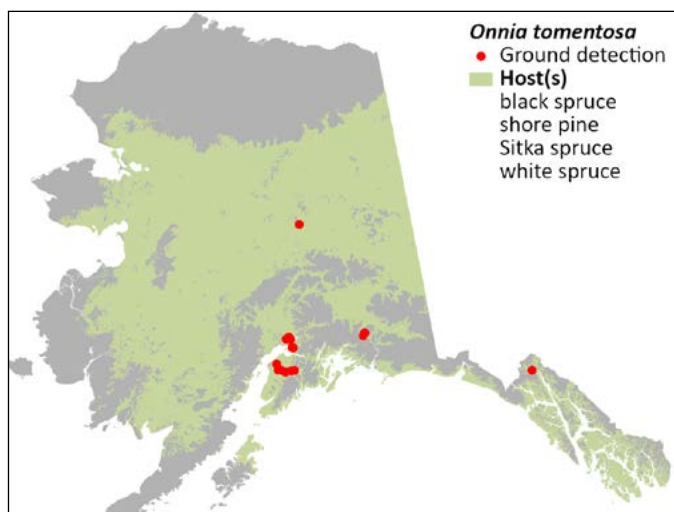 Onnia tomentosa
Ground detection
Host(s)
black spruce
shore pine
Sitka spruce
white spruce